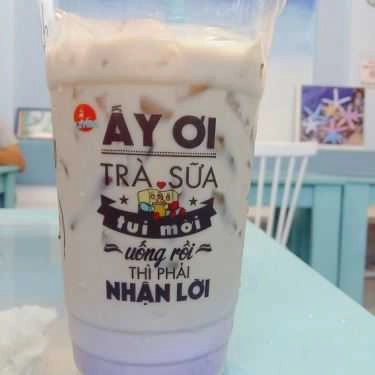 ẤY ƠI
TRÀ SỮA
tui mời
uống rồi
THÌ PHẢI
NHẬN LỜI